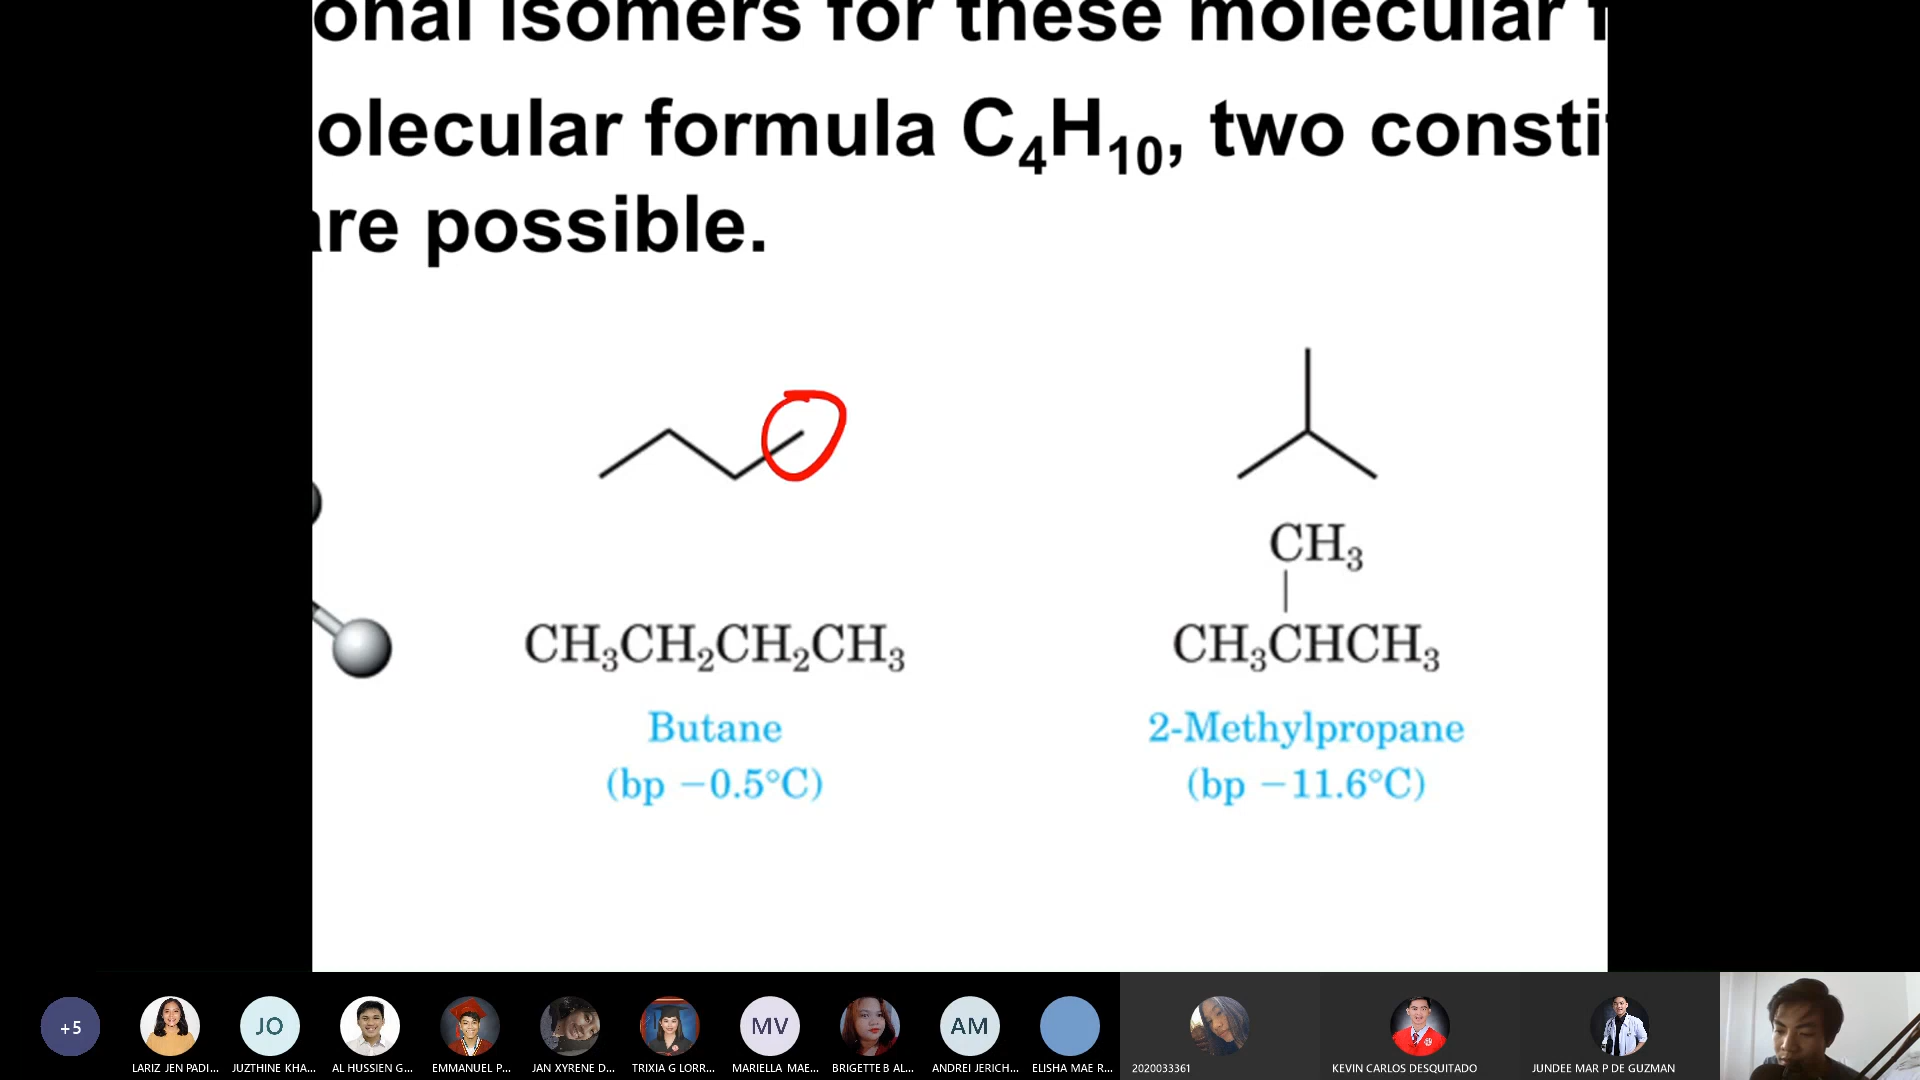 onal isomers for these molecular f
olecular formula C₄H₁₀, two consti
are possible.
CH₃
CH₃CH₂CH₂CH₃
CH₃CHCH₃
Butane
2-Methylpropane
(bp −0.5°C)
(bp −11.6°C)
+5
JO
MV
AM
LARIZ JEN PADI...
JUZTHINE KHA...
AL HUSSIEN G...
EMMANUEL P...
JAN XYRENE D...
TRIXIA G LORR...
MARIELLA MAE...
BRIGETTE B AL...
ANDREI JERICH...
ELISHA MAE R...
2020033361
KEVIN CARLOS DESQUITADO
JUNDEE MAR P DE GUZMAN